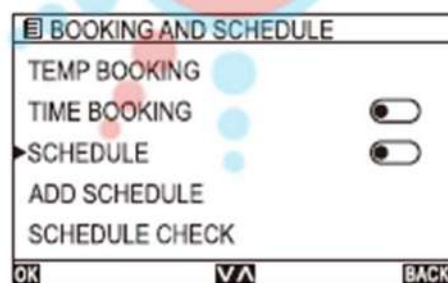 BOOKING AND SCHEDULE
TEMP BOOKING
TIME BOOKING
SCHEDULE
ADD SCHEDULE
SCHEDULE CHECK
OK BACK